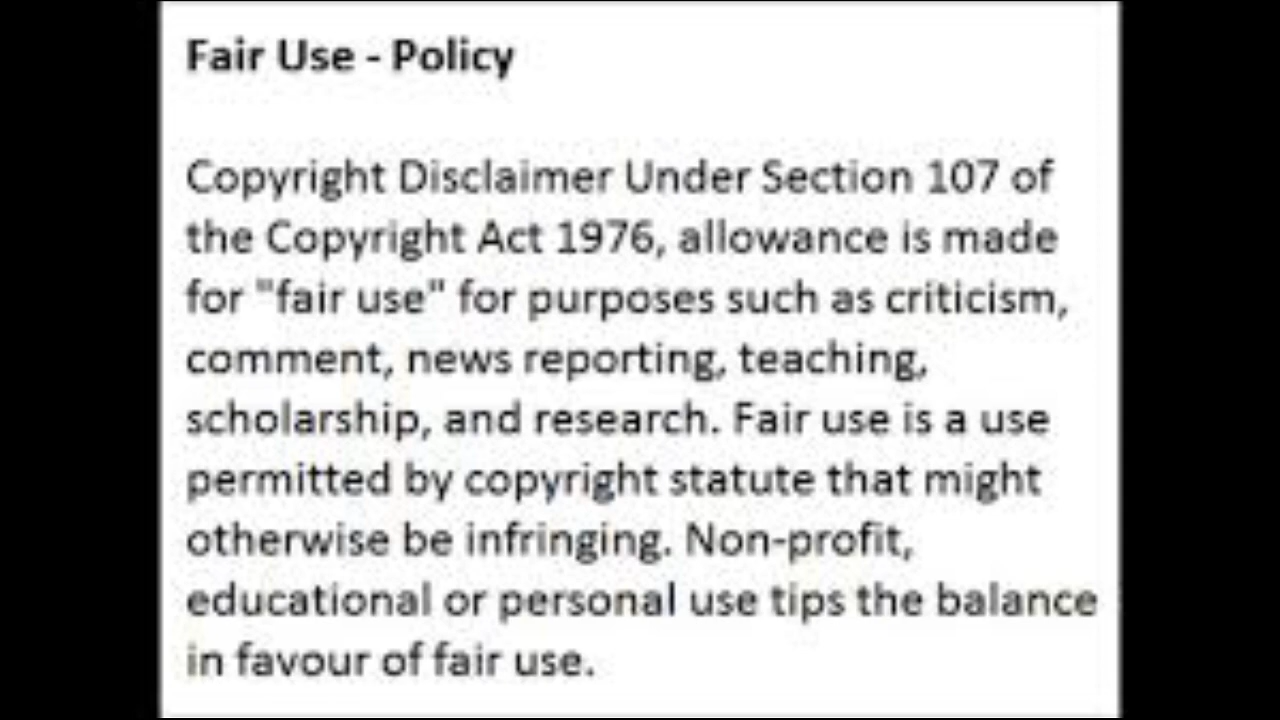 Fair Use - Policy
Copyright Disclaimer Under Section 107 of
the Copyright Act 1976, allowance is made
for "fair use" for purposes such as criticism,
comment, news reporting, teaching,
scholarship, and research. Fair use is a use
permitted by copyright statute that might
otherwise be infringing. Non-profit,
educational or personal use tips the balance
in favour of fair use.